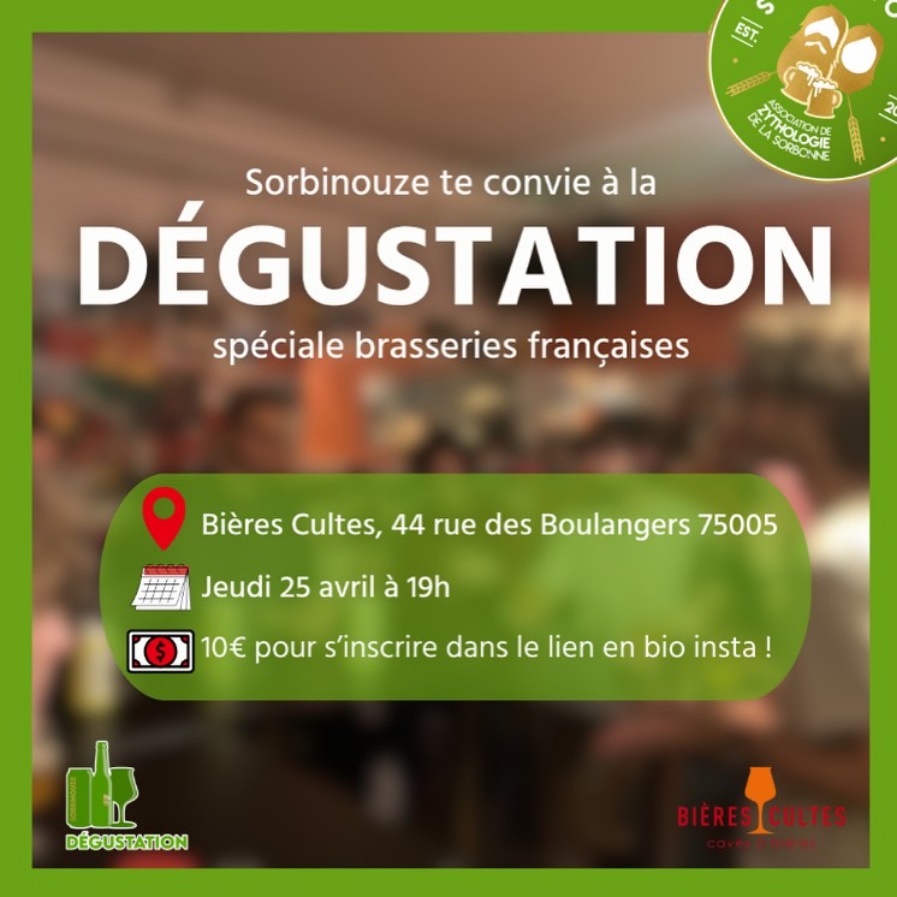 EST.
20
ASSOCIATION DE
ZYTHOLOGIE
DE LA SORBONNE
Sorbinouze te convie à la
DÉGUSTATION
spéciale brasseries françaises
Bières Cultes, 44 rue des Boulangers 75005
Jeudi 25 avril à 19h
10€ pour s’inscrire dans le lien en bio insta !
SORBINOUZE
DÉGUSTATION
BIÈRES CULTES